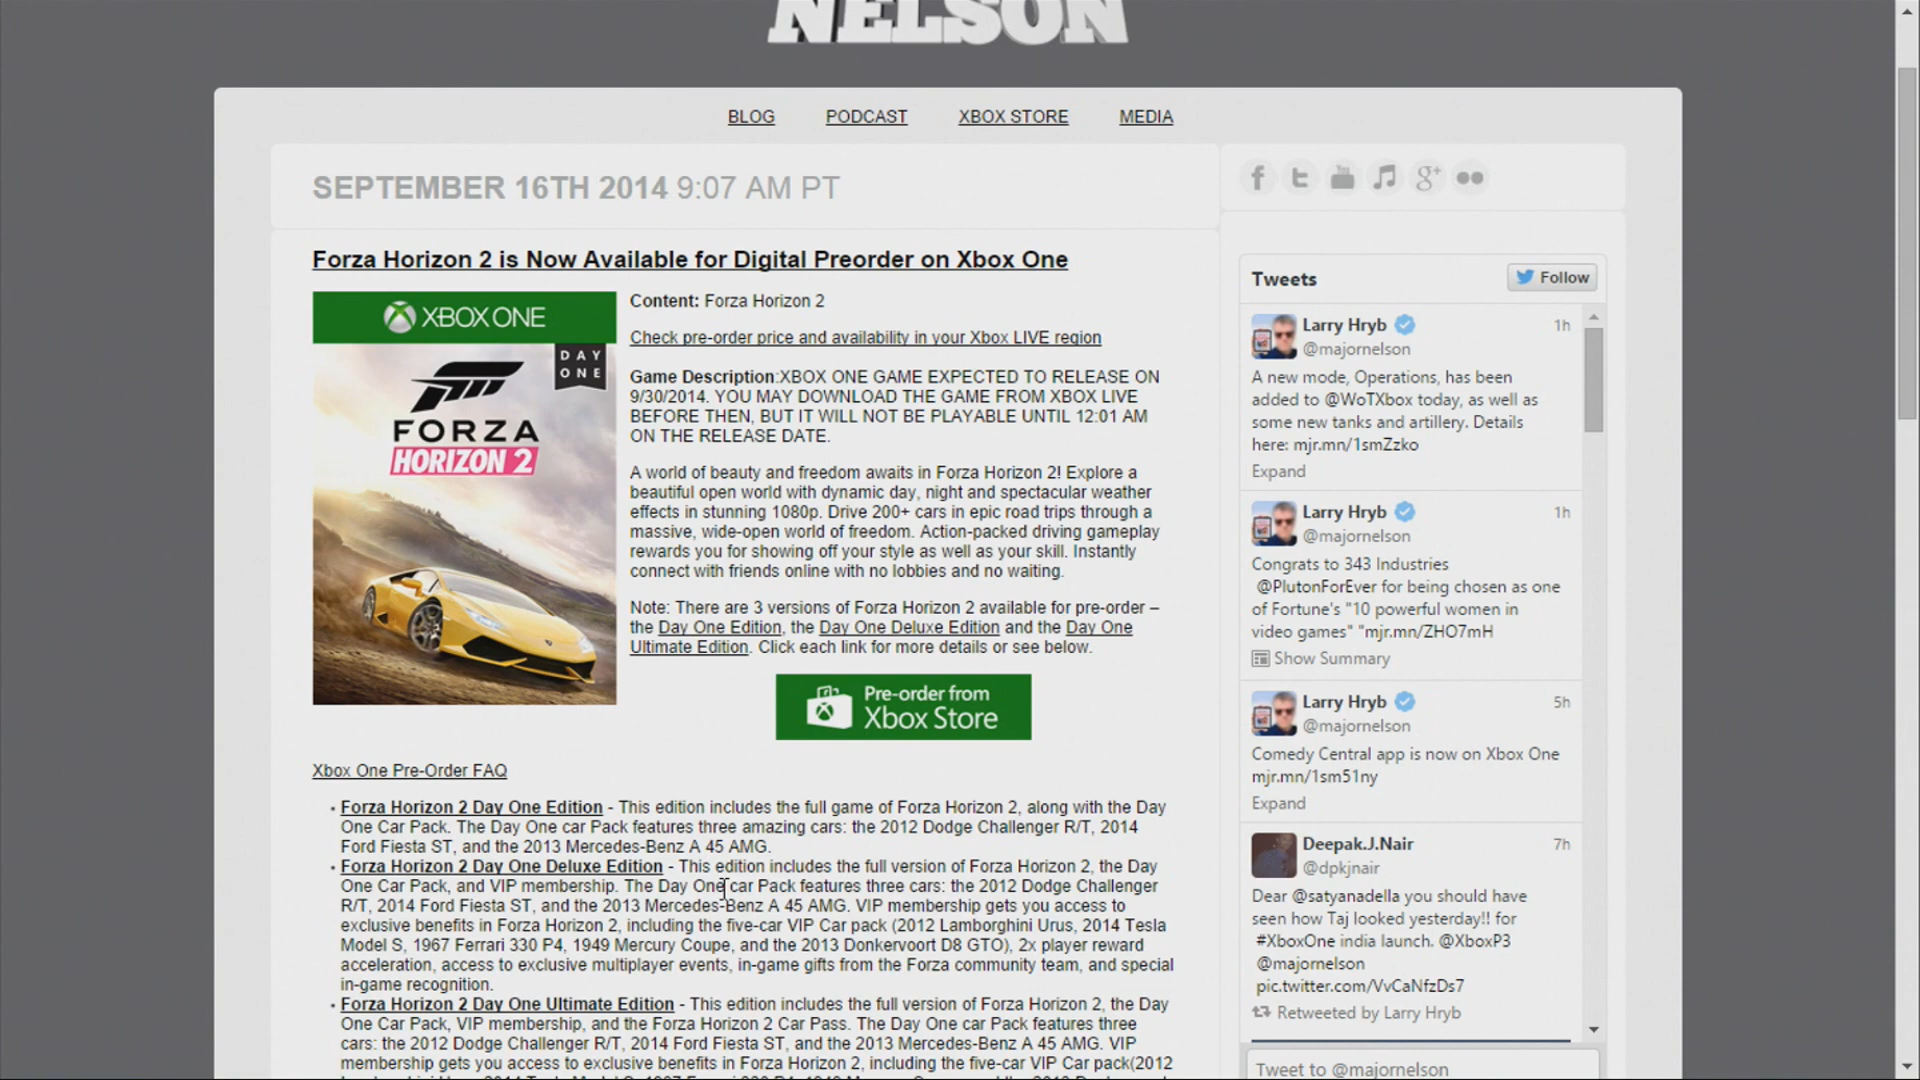 NELSON
BLOG PODCAST XBOX STORE MEDIA
SEPTEMBER 16TH 2014 9:07 AM PT
Forza Horizon 2 is Now Available for Digital Preorder on Xbox One
XBOX ONE
DAY
ONE
FORZA
HORIZON 2
Content: Forza Horizon 2
Check pre-order price and availability in your Xbox LIVE region
Game Description:XBOX ONE GAME EXPECTED TO RELEASE ON
9/30/2014. YOU MAY DOWNLOAD THE GAME FROM XBOX LIVE
BEFORE THEN, BUT IT WILL NOT BE PLAYABLE UNTIL 12:01 AM
ON THE RELEASE DATE.
A world of beauty and freedom awaits in Forza Horizon 2! Explore a
beautiful open world with dynamic day, night and spectacular weather
effects in stunning 1080p. Drive 200+ cars in epic road trips through a
massive, wide-open world of freedom. Action-packed driving gameplay
rewards you for showing off your style as well as your skill. Instantly
connect with friends online with no lobbies and no waiting.
Note: There are 3 versions of Forza Horizon 2 available for pre-order –
the Day One Edition, the Day One Deluxe Edition and the Day One
Ultimate Edition. Click each link for more details or see below.
Pre-order from
Xbox Store
Xbox One Pre-Order FAQ
Forza Horizon 2 Day One Edition - This edition includes the full game of Forza Horizon 2, along with the Day
One Car Pack. The Day One car Pack features three amazing cars: the 2012 Dodge Challenger R/T, 2014
Ford Fiesta ST, and the 2013 Mercedes-Benz A 45 AMG.
Forza Horizon 2 Day One Deluxe Edition - This edition includes the full version of Forza Horizon 2, the Day
One Car Pack, and VIP membership. The Day One car Pack features three cars: the 2012 Dodge Challenger
R/T, 2014 Ford Fiesta ST, and the 2013 Mercedes-Benz A 45 AMG. VIP membership gets you access to
exclusive benefits in Forza Horizon 2, including the five-car VIP Car pack (2012 Lamborghini Urus, 2014 Tesla
Model S, 1967 Ferrari 330 P4, 1949 Mercury Coupe, and the 2013 Donkervoort D8 GTO), 2x player reward
acceleration, access to exclusive multiplayer events, in-game gifts from the Forza community team, and special
in-game recognition.
Forza Horizon 2 Day One Ultimate Edition - This edition includes the full version of Forza Horizon 2, the Day
One Car Pack, VIP membership, and the Forza Horizon 2 Car Pass. The Day One car Pack features three
cars: the 2012 Dodge Challenger R/T, 2014 Ford Fiesta ST, and the 2013 Mercedes-Benz A 45 AMG. VIP
membership gets you access to exclusive benefits in Forza Horizon 2, including the five-car VIP Car pack(2012
Tweets
Follow
Larry Hryb 1h
@majornelson
A new mode, Operations, has been
added to @WoTXbox today, as well as
some new tanks and artillery. Details
here: mjr.mn/1smZzko
Expand
Larry Hryb 1h
@majornelson
Congrats to 343 Industries
@PlutonForEver for being chosen as one
of Fortune's "10 powerful women in
video games" "mjr.mn/ZHO7mH
Show Summary
Larry Hryb 5h
@majornelson
Comedy Central app is now on Xbox One
mjr.mn/1sm51ny
Expand
Deepak.J.Nair 7h
@dpkjnair
Dear @satyanadella you should have
seen how Taj looked yesterday!! for
#XboxOne india launch. @XboxP3
@majornelson
pic.twitter.com/VvCaNfzDs7
Retweeted by Larry Hryb
Tweet to @majornelson